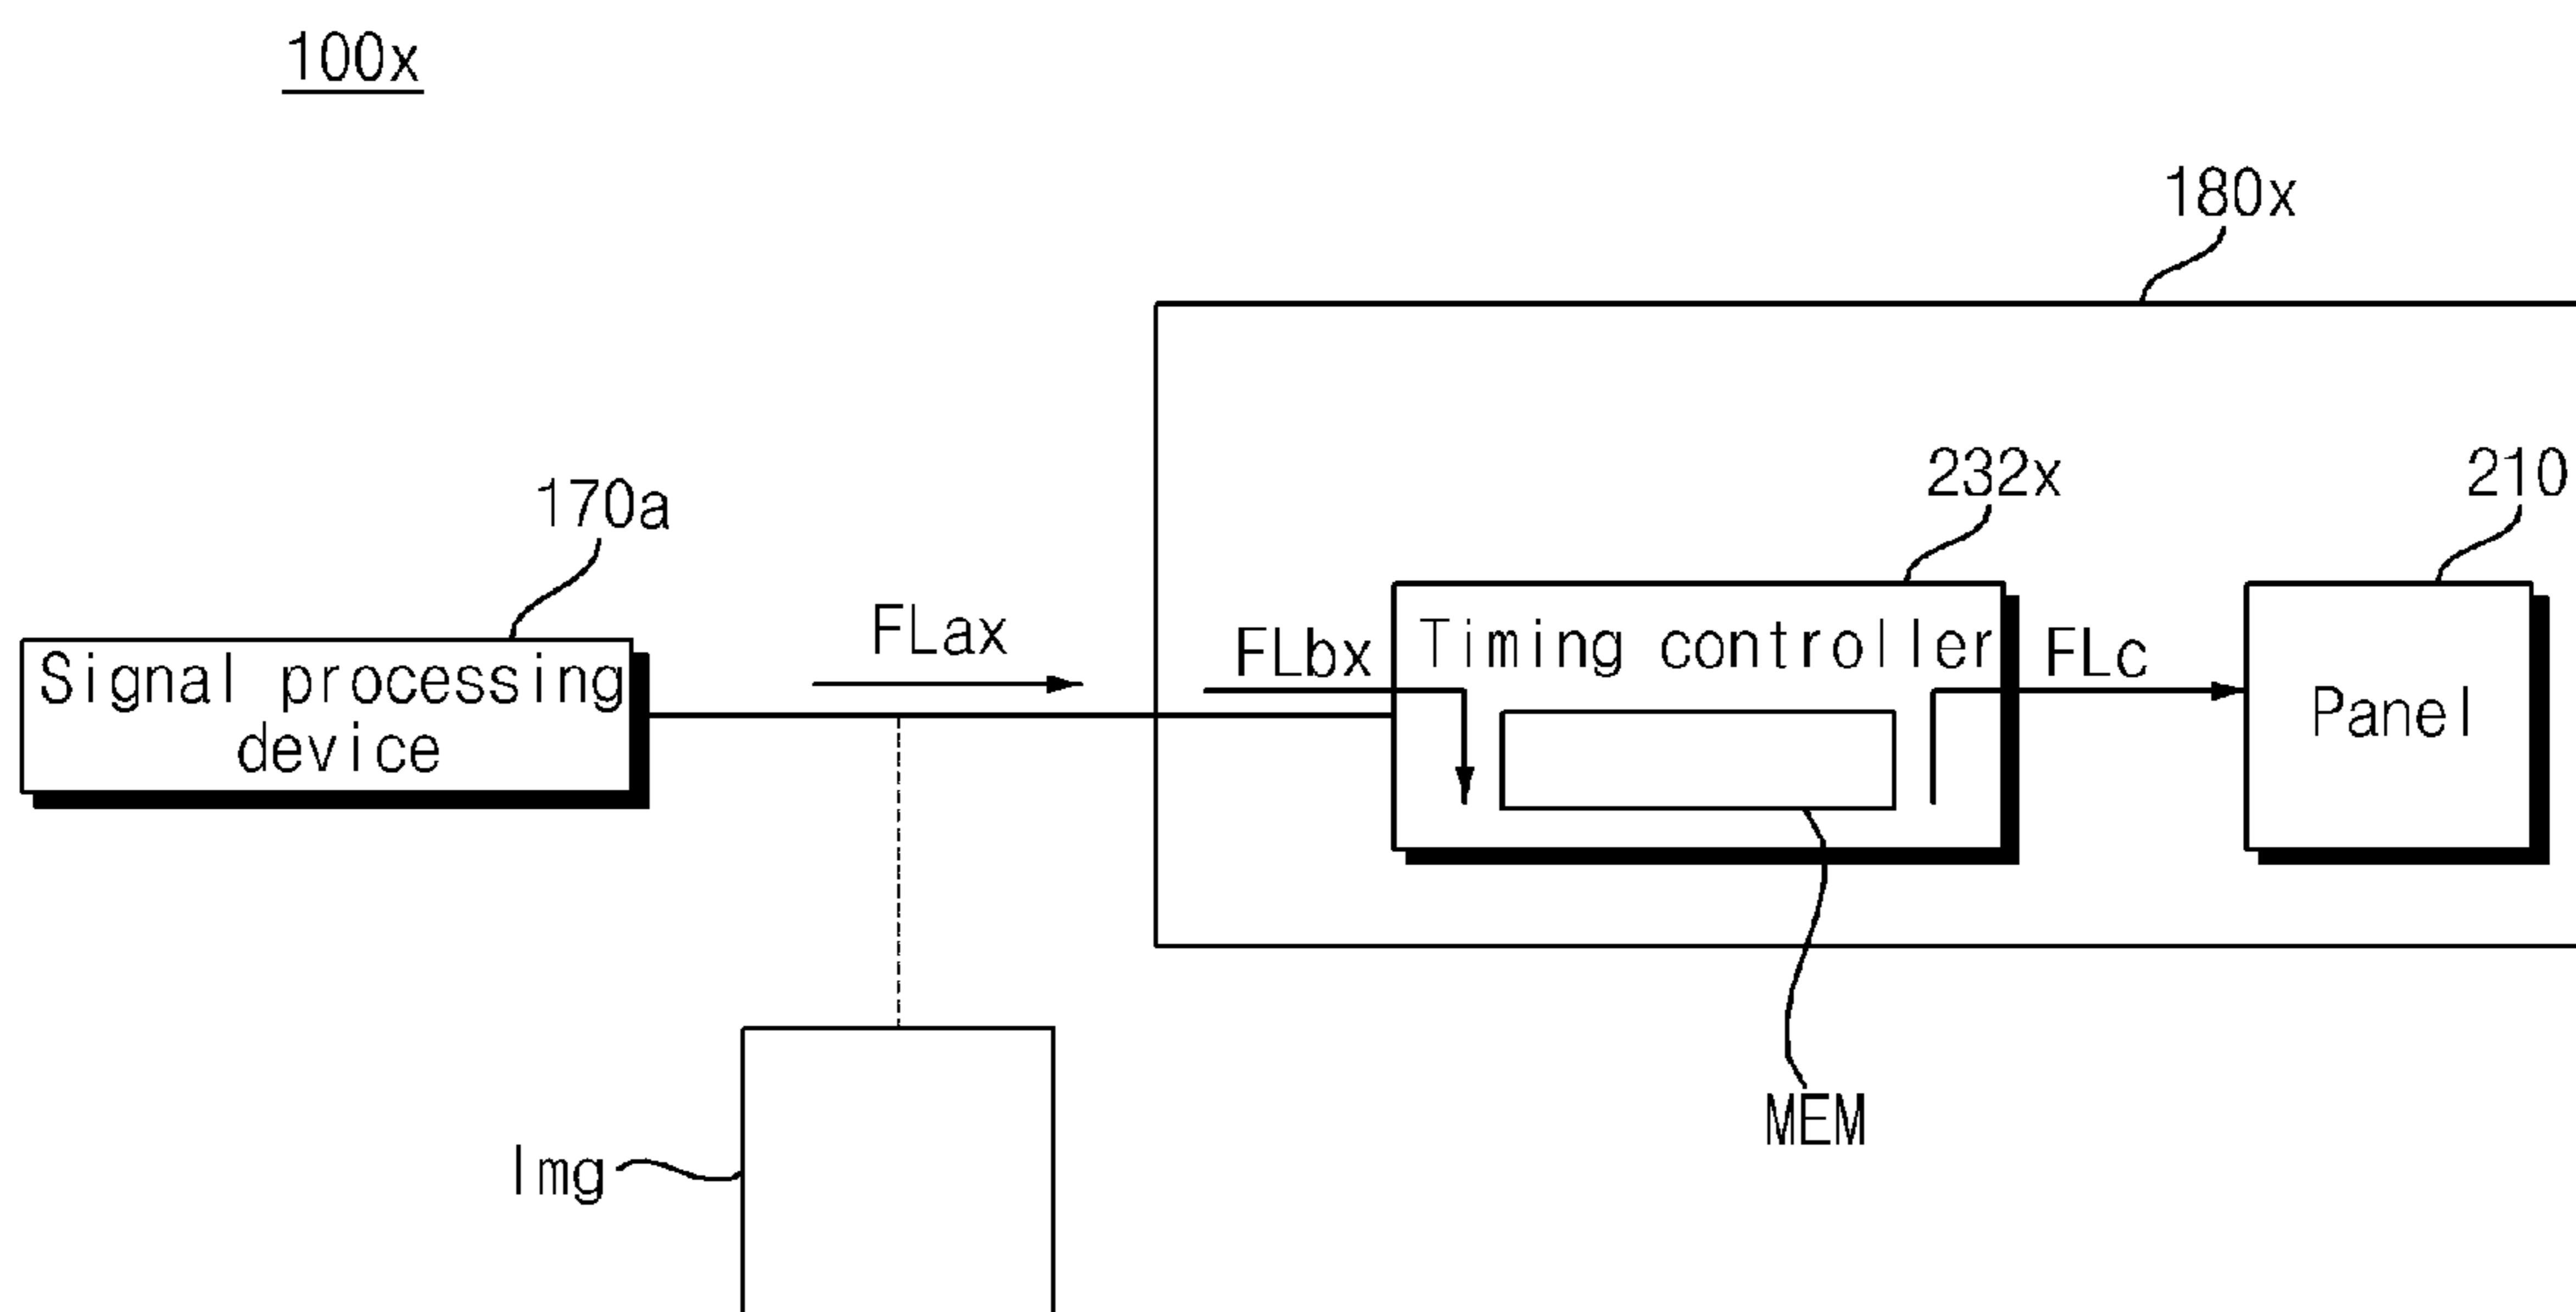 100x
180x
232x
210
170a
FLax
FLbx
Timing controller
FLc
Signal processing
device
Panel
MEM
Img